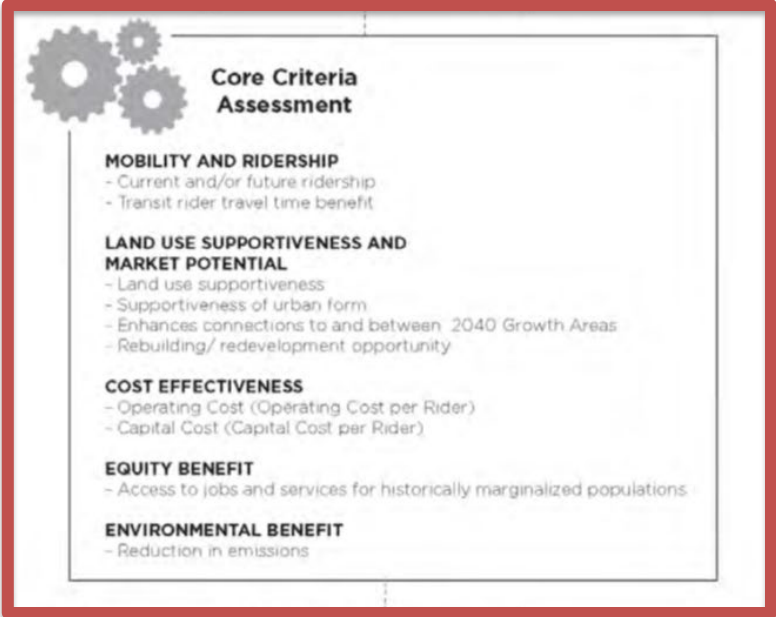 Core Criteria
Assessment
MOBILITY AND RIDERSHIP
- Current and/or future ridership
- Transit rider travel time benefit
LAND USE SUPPORTIVENESS AND
MARKET POTENTIAL
- Land use supportiveness
- Supportiveness of urban form
- Enhances connections to and between 2040 Growth Areas
- Rebuilding/ redevelopment opportunity
COST EFFECTIVENESS
- Operating Cost (Operating Cost per Rider)
- Capital Cost (Capital Cost per Rider)
EQUITY BENEFIT
- Access to jobs and services for historically marginalized populations
ENVIRONMENTAL BENEFIT
- Reduction in emissions